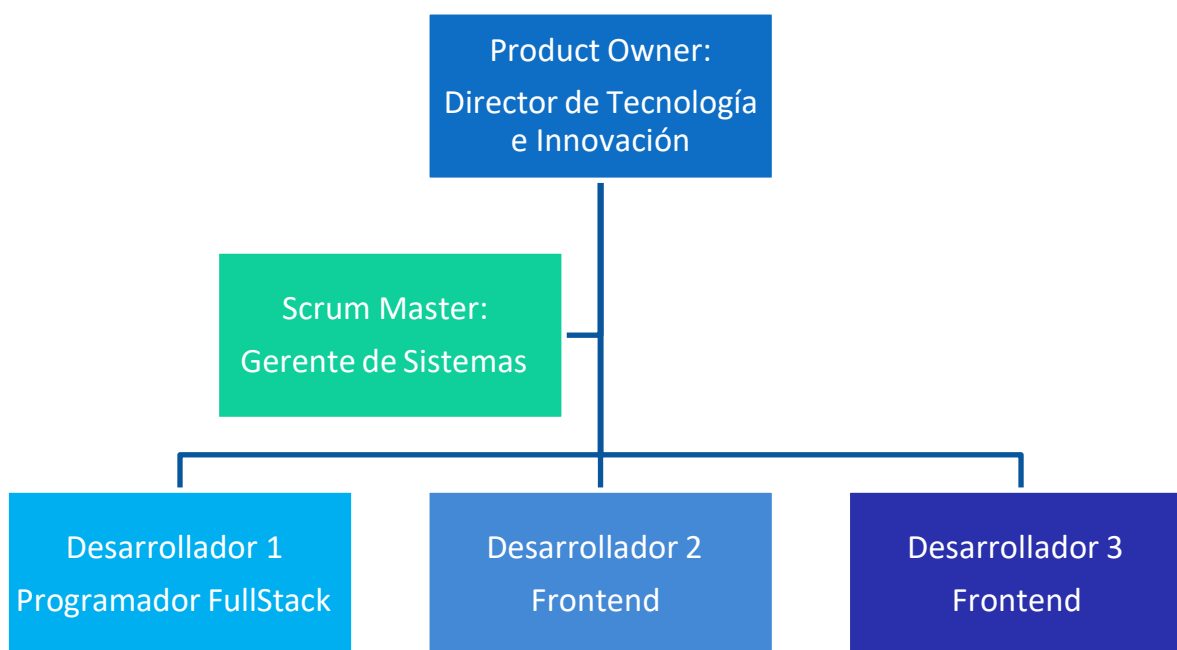 Product Owner:
Director de Tecnología
e Innovación
Scrum Master:
Gerente de Sistemas
Desarrollador 1
Programador FullStack
Desarrollador 2
Frontend
Desarrollador 3
Frontend